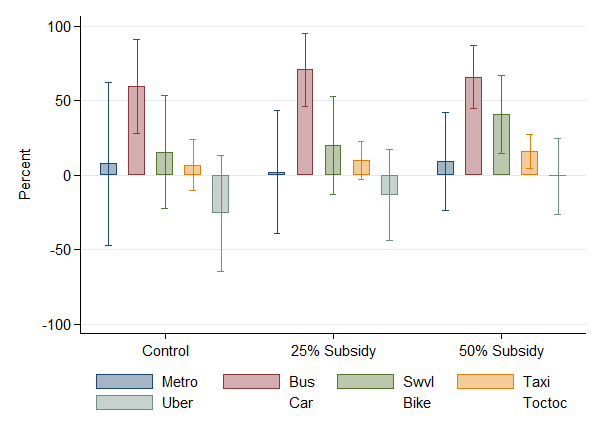 100
50
0
-50
-100
Percent
Control 25% Subsidy 50% Subsidy
Metro Bus Swvl Taxi
Uber Car Bike Toctoc